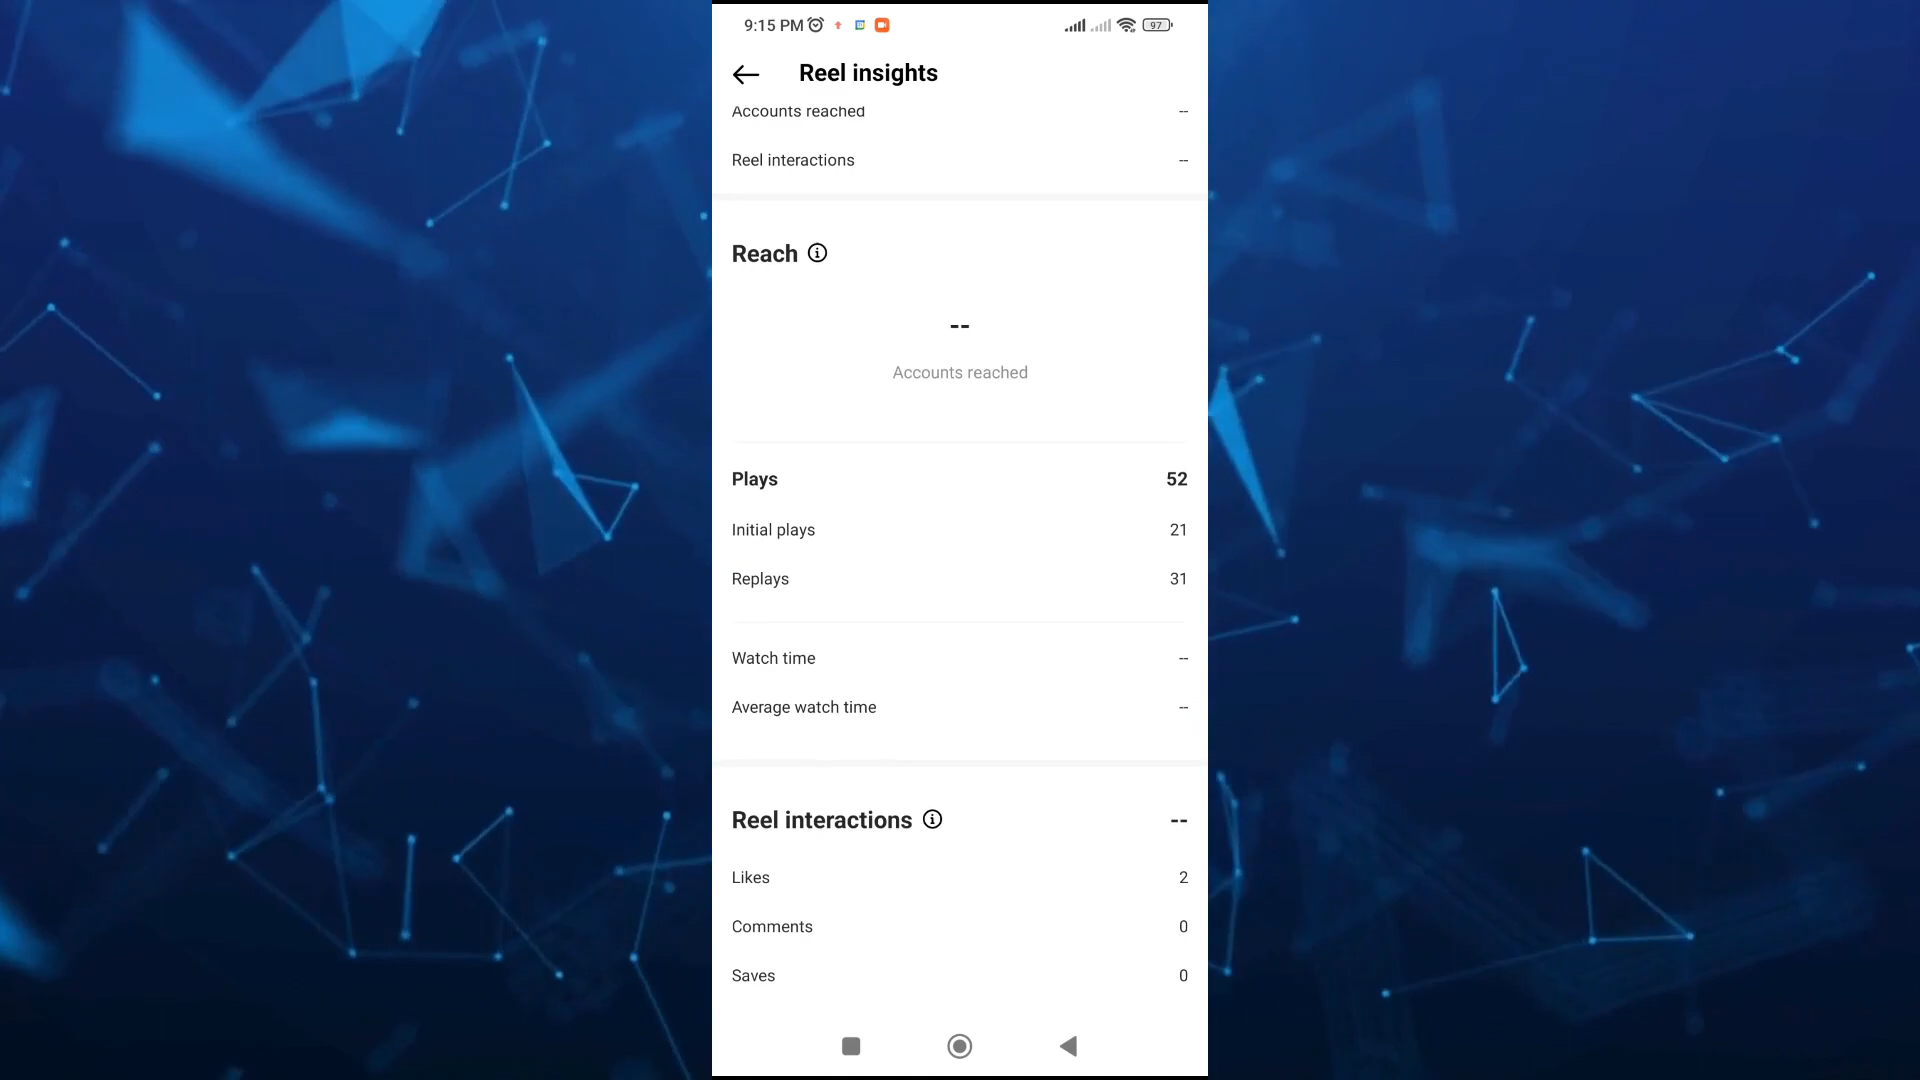 9:15 PM 97
Reel insights
Accounts reached --
Reel interactions --
Reach
--
Accounts reached
Plays 52
Initial plays 21
Replays 31
Watch time --
Average watch time --
Reel interactions --
Likes 2
Comments 0
Saves 0